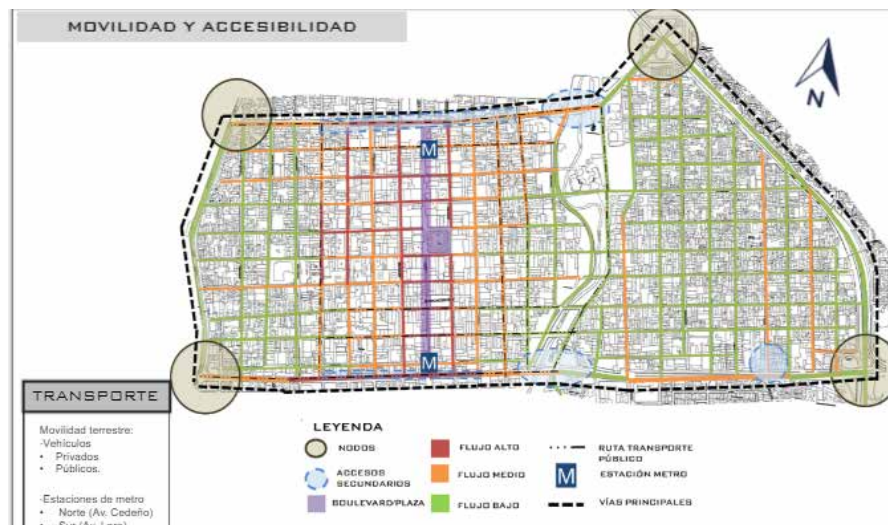 MOVILIDAD Y ACCESIBILIDAD
N
M
M
TRANSPORTE
Movilidad terrestre:
-Vehículos
• Privados
• Públicos.
-Estaciones de metro
• Norte (Av. Cedeño)
LEYENDA
NODOS
ACCESOS
SECUNDARIOS
BOULEVARD/PLAZA
FLUJO ALTO
FLUJO MEDIO
FLUJO BAJO
RUTA TRANSPORTE
PÚBLICO
M
ESTACIÓN METRO
VÍAS PRINCIPALES